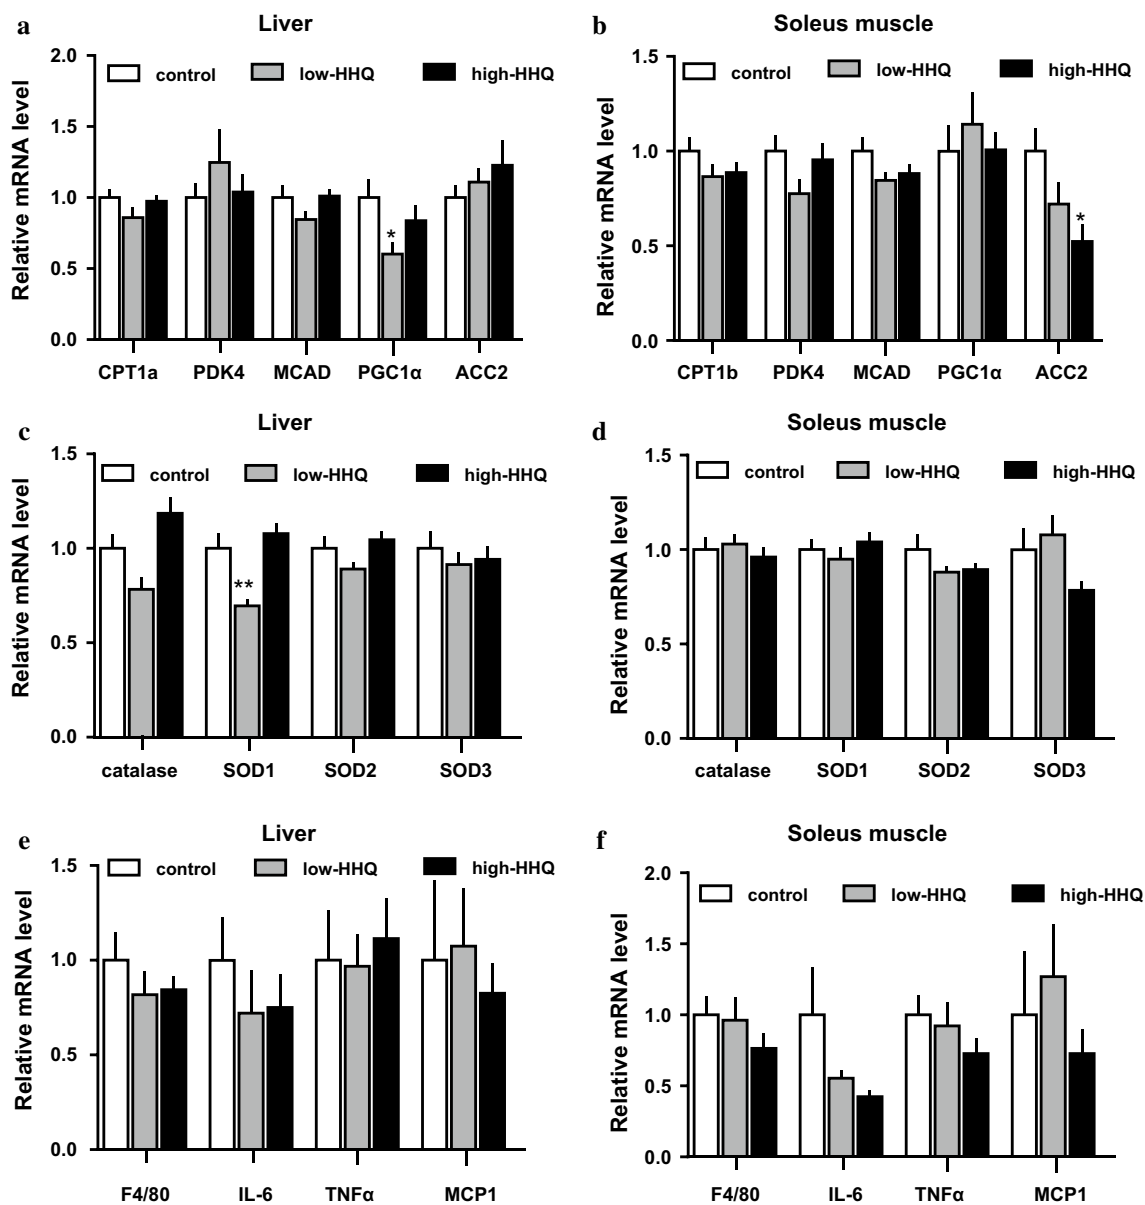 a
Liver
Relative mRNA level
2.0
1.5
1.0
0.5
0.0
control low-HHQ high-HHQ
*
CPT1a PDK4 MCAD PGC1α ACC2
b
Soleus muscle
Relative mRNA level
1.5
1.0
0.5
0.0
control low-HHQ high-HHQ
*
CPT1b PDK4 MCAD PGC1α ACC2
c
Liver
Relative mRNA level
1.5
1.0
0.5
0.0
control low-HHQ high-HHQ
**
catalase SOD1 SOD2 SOD3
d
Soleus muscle
Relative mRNA level
1.5
1.0
0.5
0.0
control low-HHQ high-HHQ
catalase SOD1 SOD2 SOD3
e
Liver
Relative mRNA level
1.5
1.0
0.5
0.0
control low-HHQ high-HHQ
F4/80 IL-6 TNFα MCP1
f
Soleus muscle
Relative mRNA level
2.0
1.5
1.0
0.5
0.0
control low-HHQ high-HHQ
F4/80 IL-6 TNFα MCP1